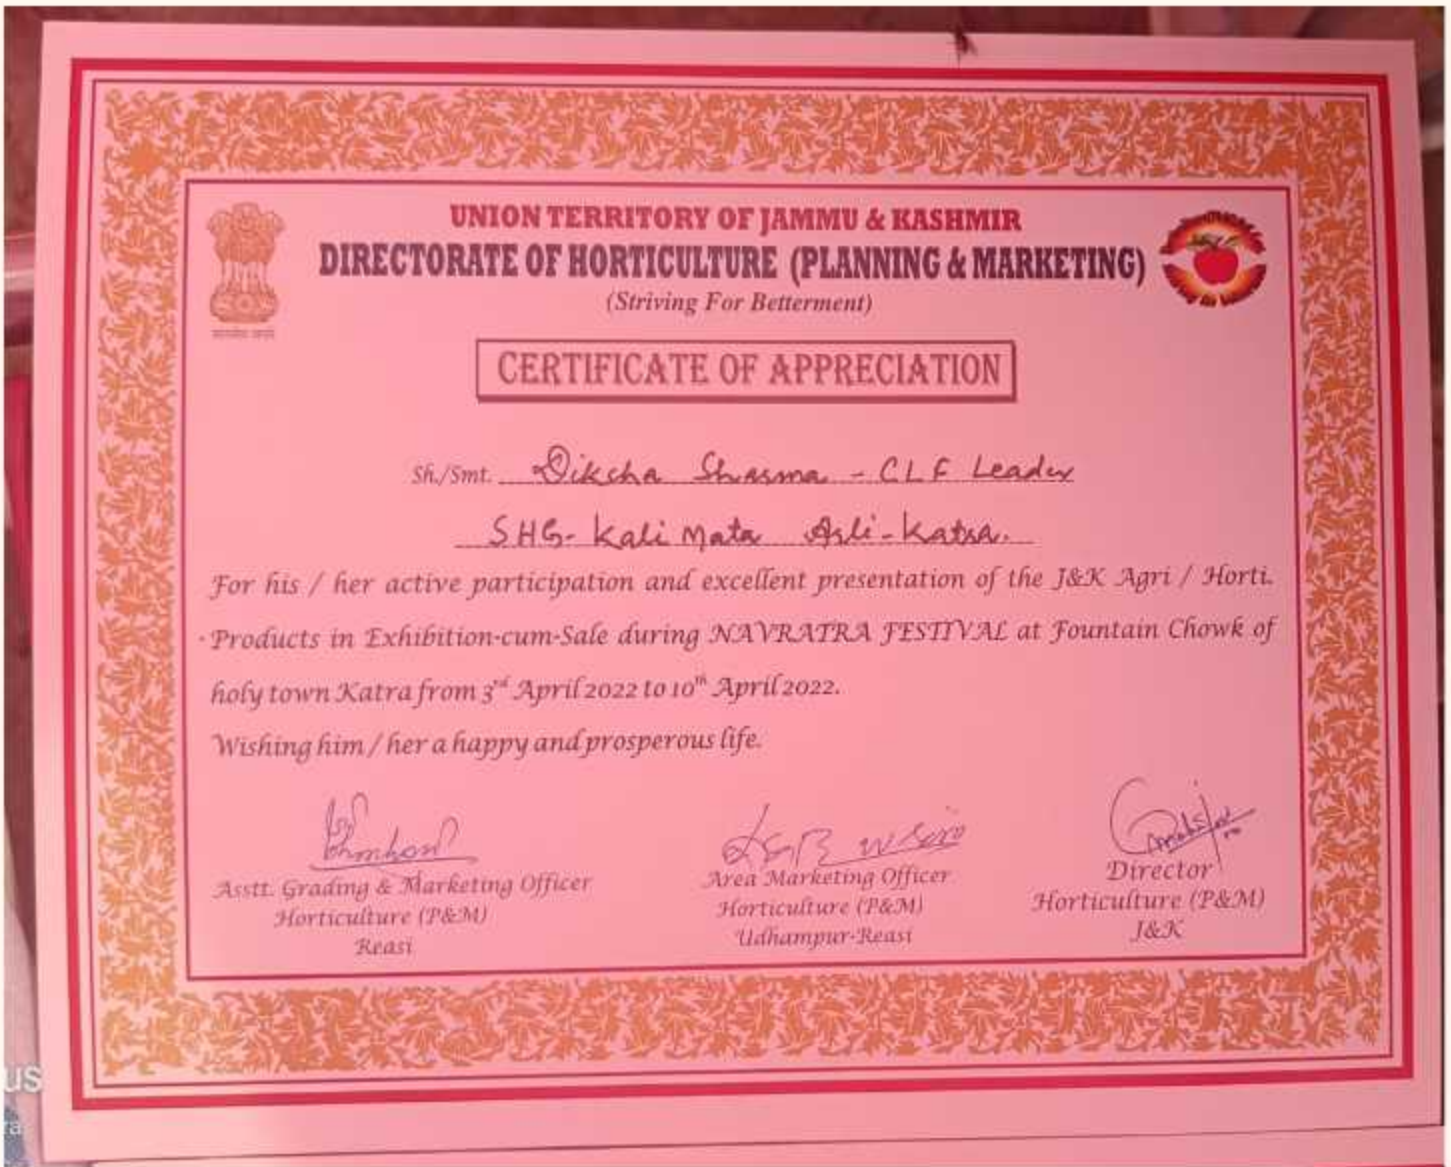 UNION TERRITORY OF JAMMU & KASHMIR
DIRECTORATE OF HORTICULTURE (PLANNING & MARKETING)
(Striving For Betterment)
CERTIFICATE OF APPRECIATION
Sh./Smt. Diksha Sharma - CLF Leader
SHG- Kali Mata Asli-Katra.
For his / her active participation and excellent presentation of the J&K Agri / Horti.
Products in Exhibition-cum-Sale during NAVRATRA FESTIVAL at Fountain Chowk of
holy town Katra from 3rd April 2022 to 10th April 2022.
Wishing him / her a happy and prosperous life.
Asstt. Grading & Marketing Officer
Horticulture (P&M)
Reasi
Area Marketing Officer
Horticulture (P&M)
Udhampur-Reasi
Director
Horticulture (P&M)
J&K